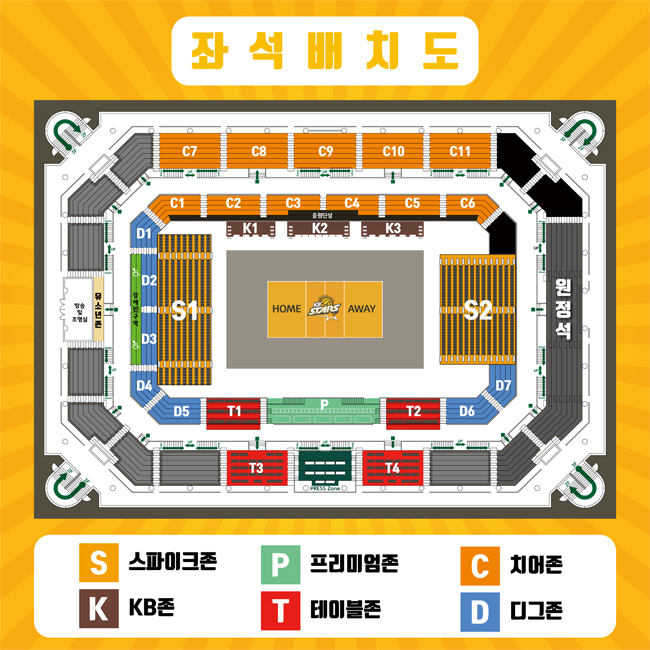 좌석배치도
C7 C8 C9 C10 C11
C1 C2 C3 C4 C5 C6
응원단상
K1 K2 K3
D1
D2
장애인구역
D3
D4
D5
유소년존
방송
및
조명실
S1
HOME
KB
STARS
AWAY
S2
원정석
D7
T1
P
T2
D6
T3
T4
PRESS Zone
S 스파이크존
P 프리미엄존
C 치어존
K KB존
T 테이블존
D 디그존